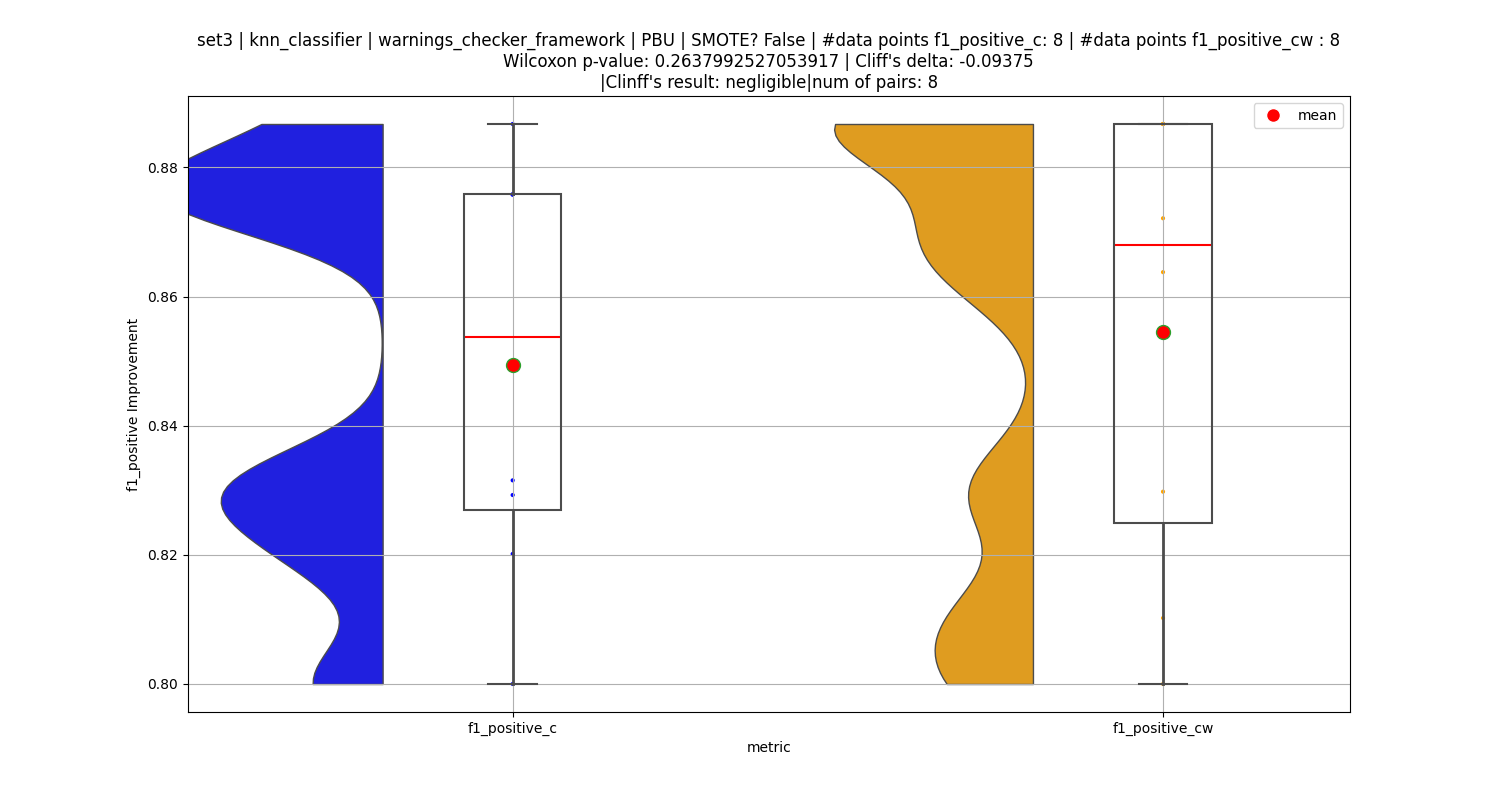 set3 | knn_classifier | warnings_checker_framework | PBU | SMOTE? False | #data points f1_positive_c: 8 | #data points f1_positive_cw : 8
Wilcoxon p-value: 0.2637992527053917 | Cliff's delta: -0.09375
|Clinff's result: negligible|num of pairs: 8
mean
0.88
0.86
0.84
0.82
0.80
f1_positive Improvement
f1_positive_c
f1_positive_cw
metric